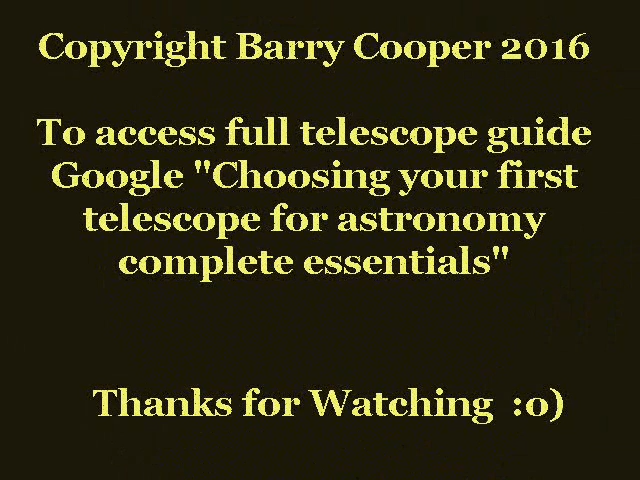 Copyright Barry Cooper 2016
To access full telescope guide
Google "Choosing your first
telescope for astronomy
complete essentials"
Thanks for Watching :o)